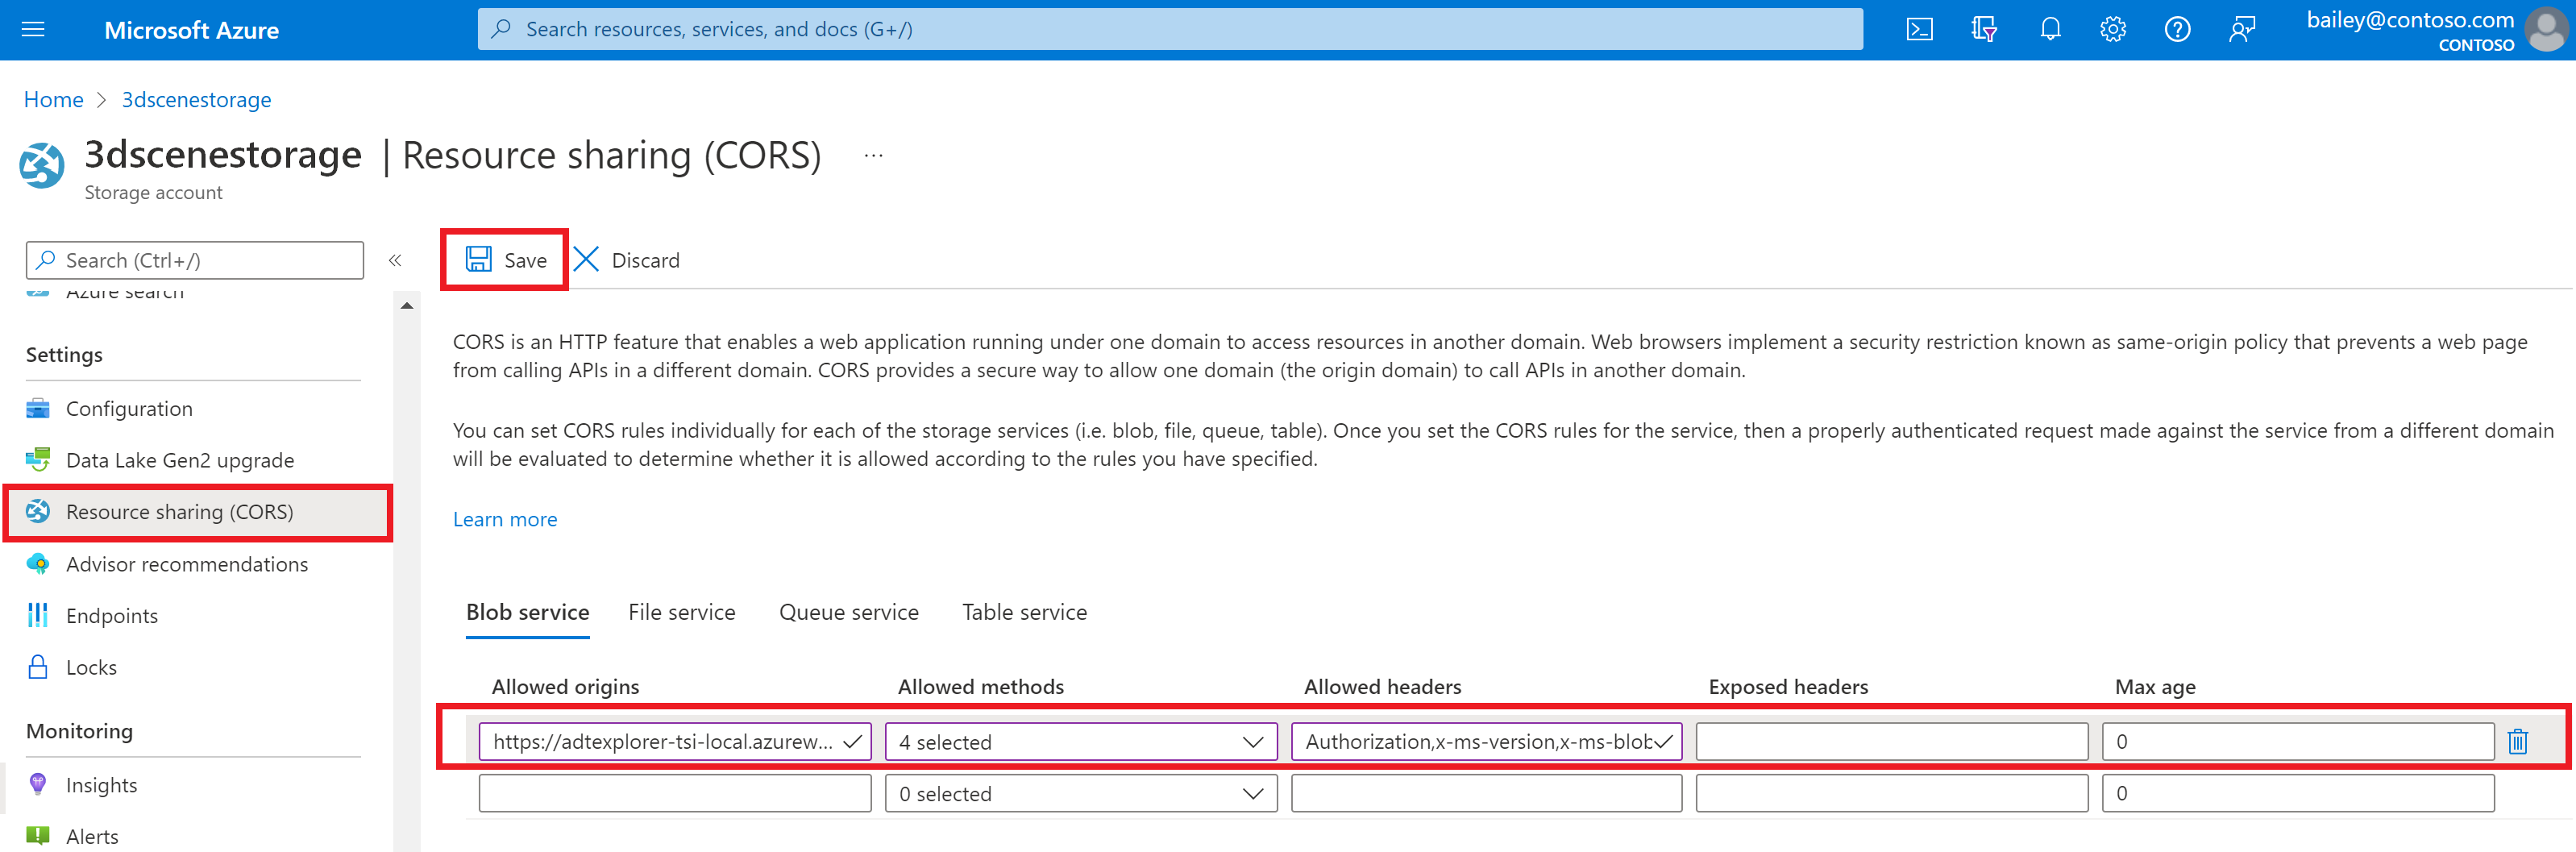 Microsoft Azure
Search resources, services, and docs (G+/)
bailey@contoso.com
CONTOSO
Home > 3dscenestorage
3dscenestorage | Resource sharing (CORS) ...
Storage account
Search (Ctrl+/)
«
Save
Discard
Azure search
Settings
Configuration
Data Lake Gen2 upgrade
Resource sharing (CORS)
Advisor recommendations
Endpoints
Locks
Monitoring
Insights
Alerts
CORS is an HTTP feature that enables a web application running under one domain to access resources in another domain. Web browsers implement a security restriction known as same-origin policy that prevents a web page
from calling APIs in a different domain. CORS provides a secure way to allow one domain (the origin domain) to call APIs in another domain.
You can set CORS rules individually for each of the storage services (i.e. blob, file, queue, table). Once you set the CORS rules for the service, then a properly authenticated request made against the service from a different domain
will be evaluated to determine whether it is allowed according to the rules you have specified.
Learn more
Blob service File service Queue service Table service
Allowed origins Allowed methods Allowed headers Exposed headers Max age
https://adtexplorer-tsi-local.azurew... 4 selected Authorization,x-ms-version,x-ms-blob 0
0 selected 0